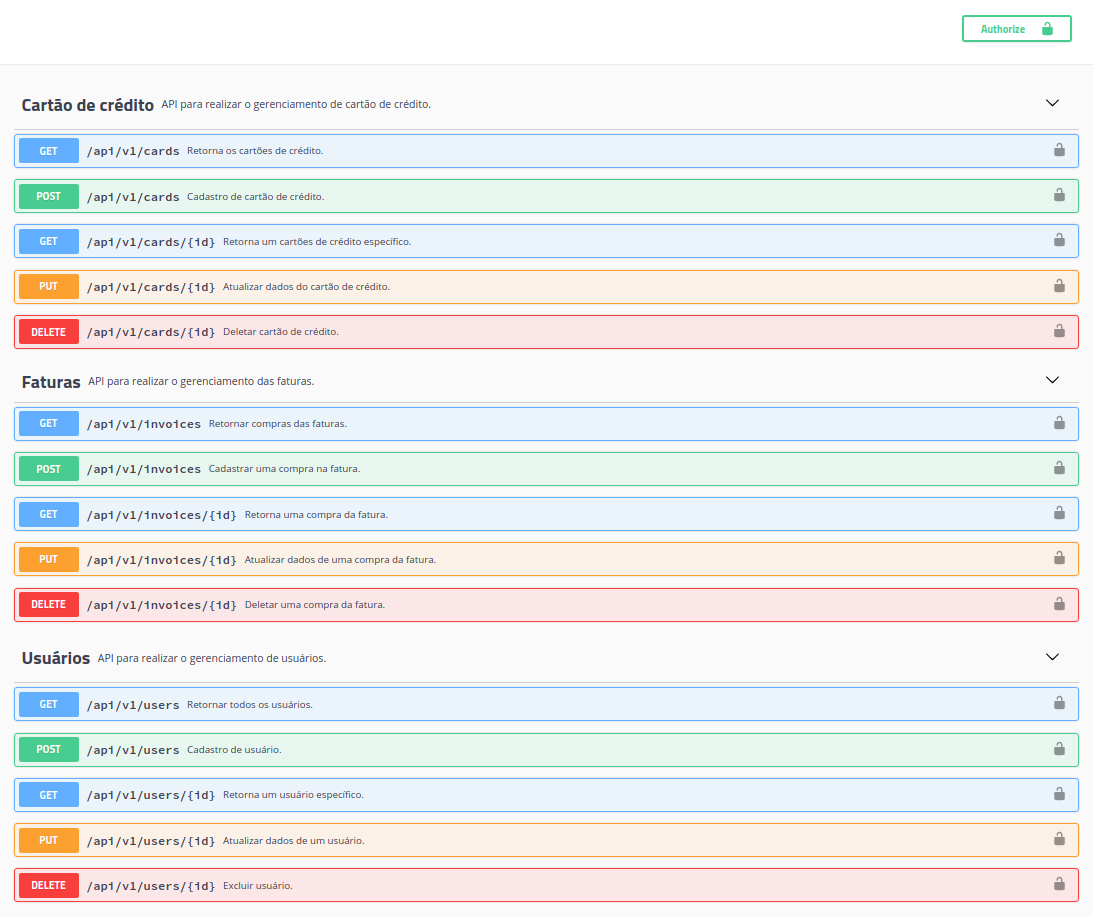 Authorize
Cartão de crédito API para realizar o gerenciamento de cartão de crédito.
GET /api/v1/cards Retorna os cartões de crédito.
POST /api/v1/cards Cadastro de cartão de crédito.
GET /api/v1/cards/{id} Retorna um cartões de crédito específico.
PUT /api/v1/cards/{id} Atualizar dados do cartão de crédito.
DELETE /api/v1/cards/{id} Deletar cartão de crédito.
Faturas API para realizar o gerenciamento das faturas.
GET /api/v1/invoices Retornar compras das faturas.
POST /api/v1/invoices Cadastrar uma compra na fatura.
GET /api/v1/invoices/{id} Retorna uma compra da fatura.
PUT /api/v1/invoices/{id} Atualizar dados de uma compra da fatura.
DELETE /api/v1/invoices/{id} Deletar uma compra da fatura.
Usuários API para realizar o gerenciamento de usuários.
GET /api/v1/users Retornar todos os usuários.
POST /api/v1/users Cadastro de usuário.
GET /api/v1/users/{id} Retorna um usuário específico.
PUT /api/v1/users/{id} Atualizar dados de um usuário.
DELETE /api/v1/users/{id} Excluir usuário.